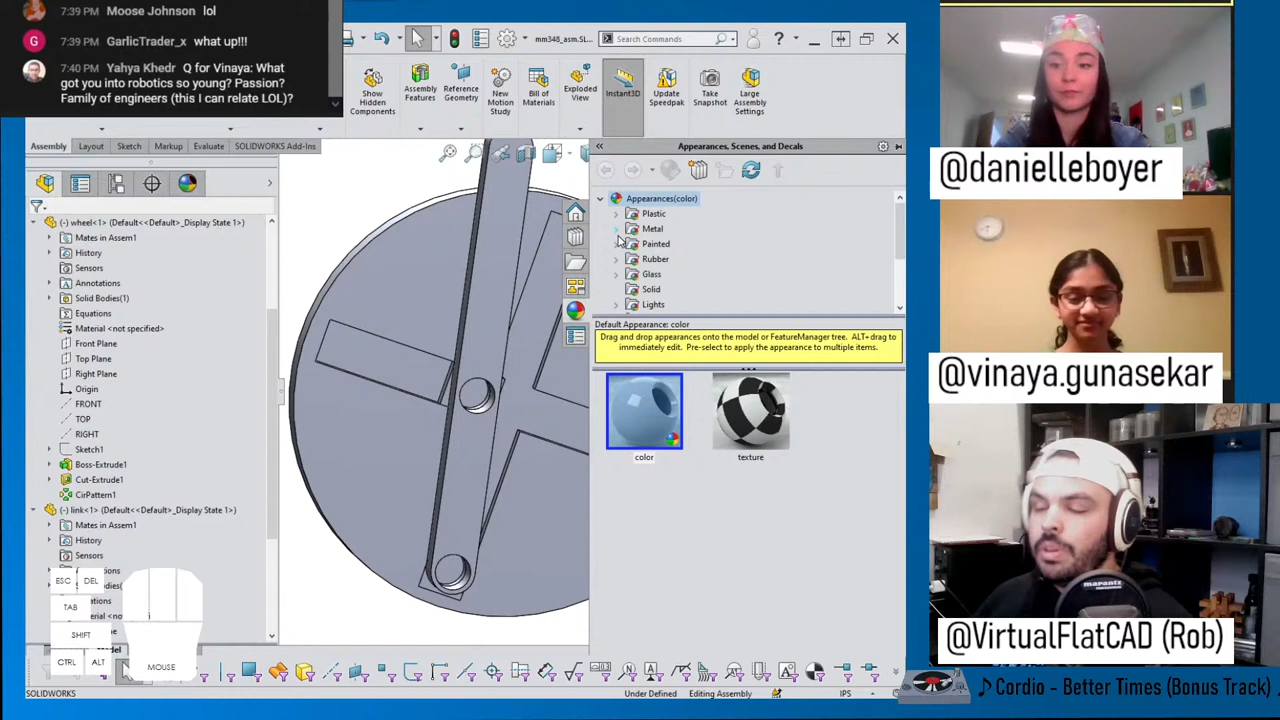 7:39 PM Moose Johnson lol
G 7:39 PM GarlicTrader_x what up!!!
7:40 PM Yahya Khedr Q for Vinaya: What
got you into robotics so young? Passion?
Family of engineers (this I can relate LOL)?
mm348_asm.SL...
Search Commands
Show
Hidden
Components
Assembly
Features
Reference
Geometry
New
Motion
Study
Bill of
Materials
Exploded
View
Instant3D
Update
Speedpak
Take
Snapshot
Large
Assembly
Settings
Assembly Layout Sketch Markup Evaluate SOLIDWORKS Add-Ins
(-) wheel<1> (Default<<Default>_Display State 1>)
Mates in Assem1
History
Sensors
Annotations
Solid Bodies(1)
Equations
Material <not specified>
Front Plane
Top Plane
Right Plane
Origin
FRONT
TOP
RIGHT
Sketch1
Boss-Extrude1
Cut-Extrude1
CirPattern1
(-) link<1> (Default<<Default>_Display State 1>)
Mates in Assem1
History
Sensors
Appearances, Scenes, and Decals
Appearances(color)
Plastic
Metal
Painted
Rubber
Glass
Solid
Lights
Default Appearance: color
Drag and drop appearances onto the model or FeatureManager tree. ALT+drag to
immediately edit. Pre-select to apply the appearance to multiple items.
color
texture
ESC DEL
TAB
SHIFT
CTRL ALT
MOUSE
SOLIDWORKS
Under Defined
Editing Assembly
IPS
@danielleboyer
@vinaya.gunasekar
marantz
@VirtualFlatCAD (Rob)
♪ Cordio - Better Times (Bonus Track)